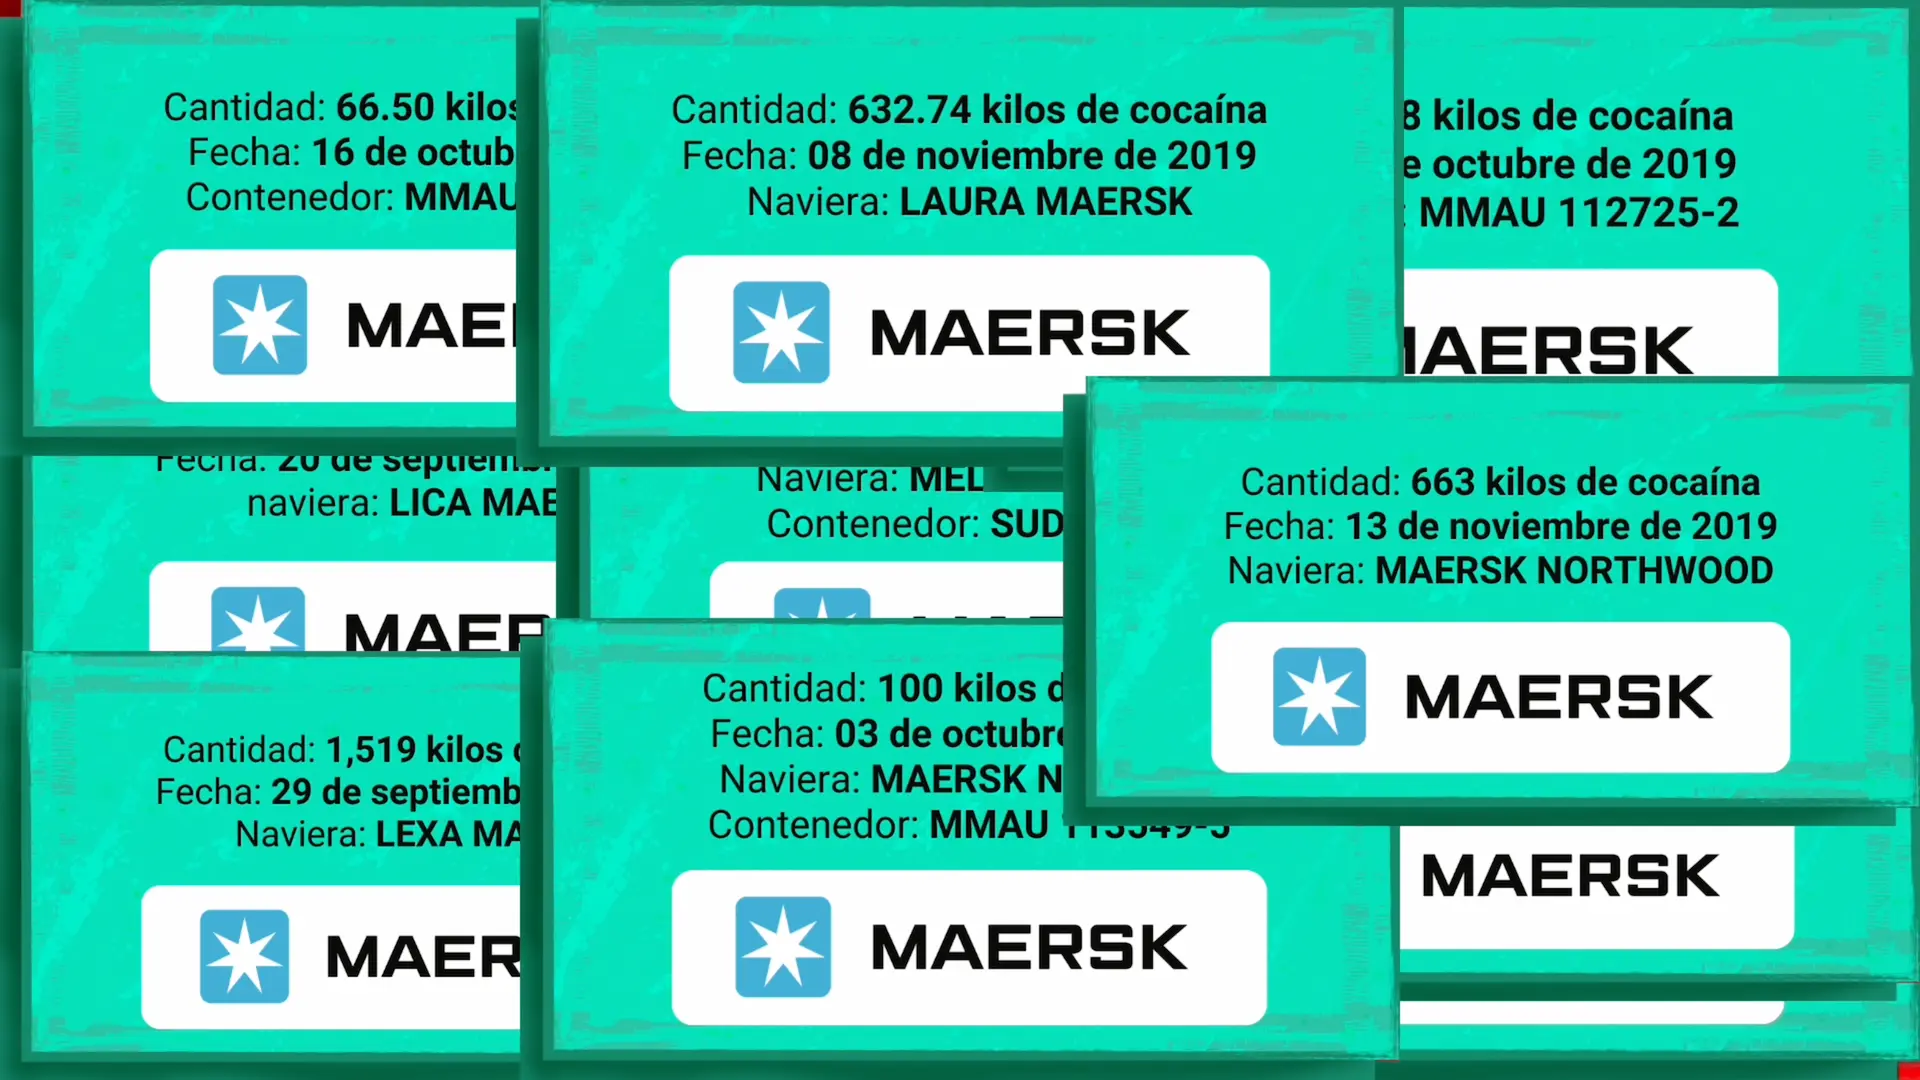 Cantidad: 66.50 kilos
Fecha: 16 de octub
Contenedor: MMAU
MAE
Cantidad: 632.74 kilos de cocaína
Fecha: 08 de noviembre de 2019
Naviera: LAURA MAERSK
MAERSK
8 kilos de cocaína
e octubre de 2019
: MMAU 112725-2
MAERSK
Fecha: 20 de septiemb
naviera: LICA MAE
MAER
Naviera: MEL
Contenedor: SUD
Cantidad: 663 kilos de cocaína
Fecha: 13 de noviembre de 2019
Naviera: MAERSK NORTHWOOD
MAERSK
Cantidad: 1,519 kilos
Fecha: 29 de septiemb
Naviera: LEXA MA
MAER
Cantidad: 100 kilos d
Fecha: 03 de octubre
Naviera: MAERSK N
Contenedor: MMAU 113549-5
MAERSK
MAERSK